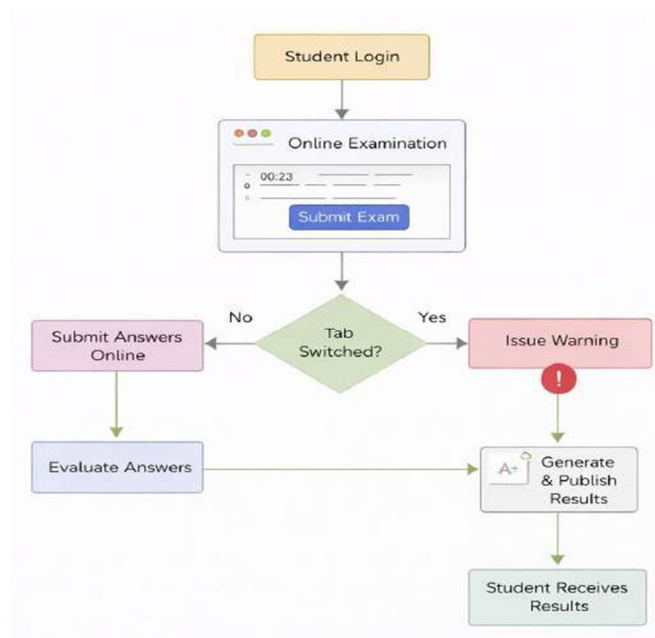 Student Login
Online Examination
00:23
Submit Exam
No
Yes
Tab
Switched?
Submit Answers
Online
Issue Warning
!
Evaluate Answers
A+
Generate
& Publish
Results
Student Receives
Results